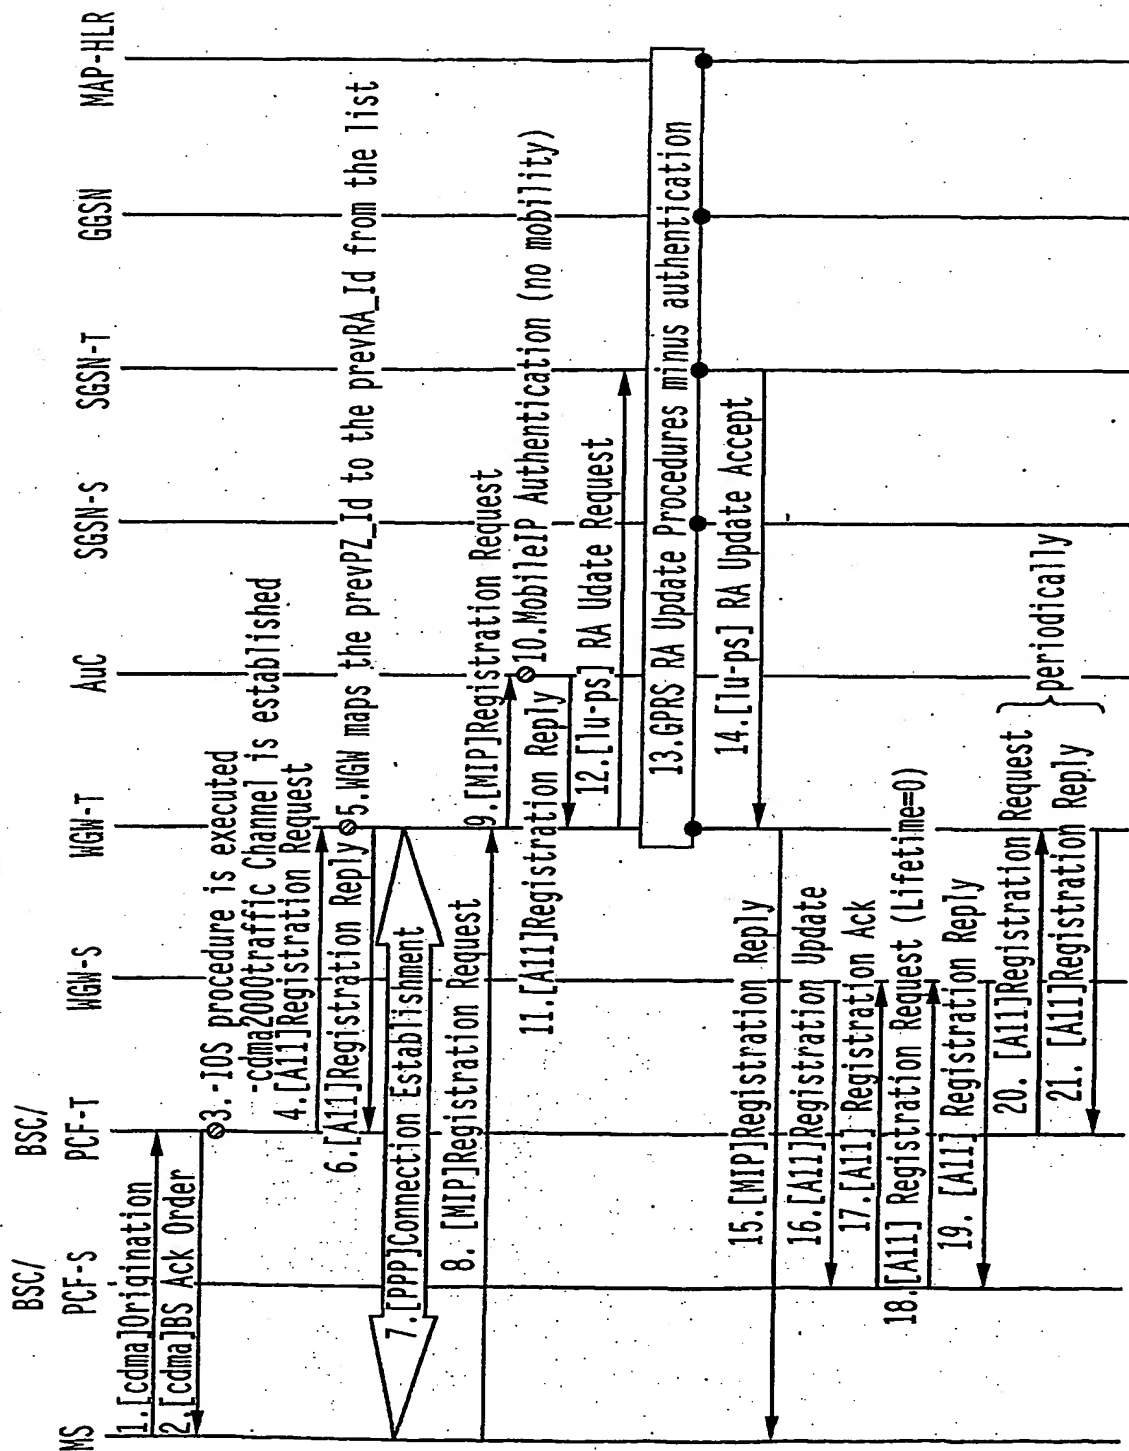 MS
BSC/
PCF-S
BSC/
PCF-T
WGW-S
WGW-T
AuC
SGSN-S
SGSN-T
GGSN
MAP-HLR
1.[cdma]Origination
2.[cdma]BS Ack Order
3.-IOS procedure is executed
-cdma2000traffic Channel is established
4.[A11]Registration Request
5.WGW maps the prevPZ_Id to the prevRA_Id from the list
6.[A11]Registration Reply
7.[PPP]Connection Establishment
8. [MIP]Registration Request
9.[MIP]Registration Request
10.MobileIP Authentication (no mobility)
11.[A11]Registration Reply
12.[lu-ps] RA Udate Request
13.GPRS RA Update Procedures minus authentication
14.[lu-ps] RA Update Accept
15.[MIP]Registration Reply
16.[A11]Registration Update
17.[A11] Registration Ack
18.[A11] Registration Request (Lifetime=0)
19. [A11] Registration Reply
20. [A11]Registration Request
21. [A11]Registration Reply
periodically